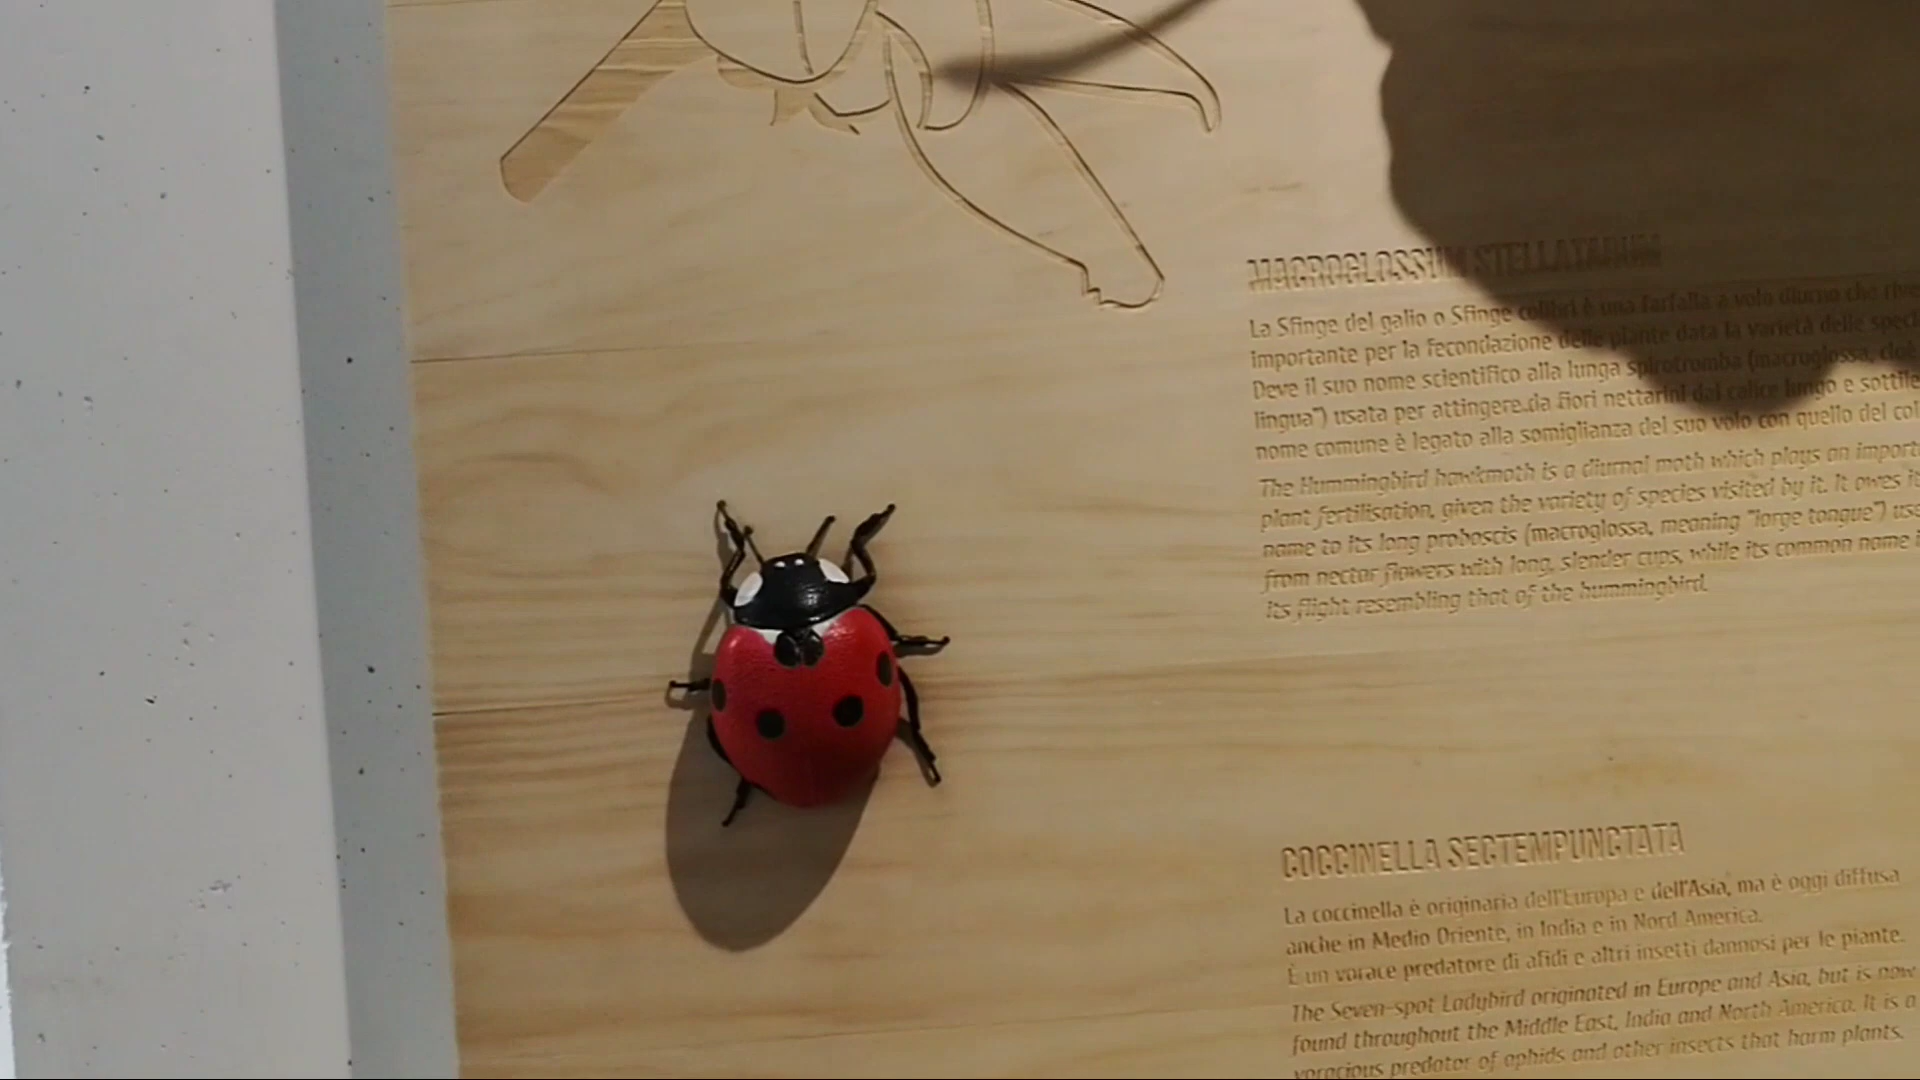 MACROGLOSSUM STELLATARUM
La Sfinge del galio o Sfinge colibrì è una farfalla a volo diurno che
importante per la fecondazione delle piante data la varietà delle
Deve il suo nome scientifico alla lunga spirotromba (macroglossa, cioè
lingua") usata per attingere da fiori nettarini dal calice lungo e sottile
nome comune è legato alla somiglianza del suo volo con quello del
The Hummingbird hawkmoth is a diurnal moth which plays an
plant fertilisation, given the variety of species visited by it. It owes
name to its long proboscis (macroglossa, meaning "large tongue")
from nectar flowers with long, slender cups, while its common name
its flight resembling that of the hummingbird.
COCCINELLA SECTEMPUNCTATA
La coccinella è originaria dell'Europa e dell'Asia, ma è oggi diffusa
anche in Medio Oriente, in India e in Nord America.
È un vorace predatore di afidi e altri insetti dannosi per le piante.
The Seven-spot Ladybird originated in Europe and Asia, but is now
found throughout the Middle East, India and North America. It is a
voracious predator of aphids and other insects that harm plants.